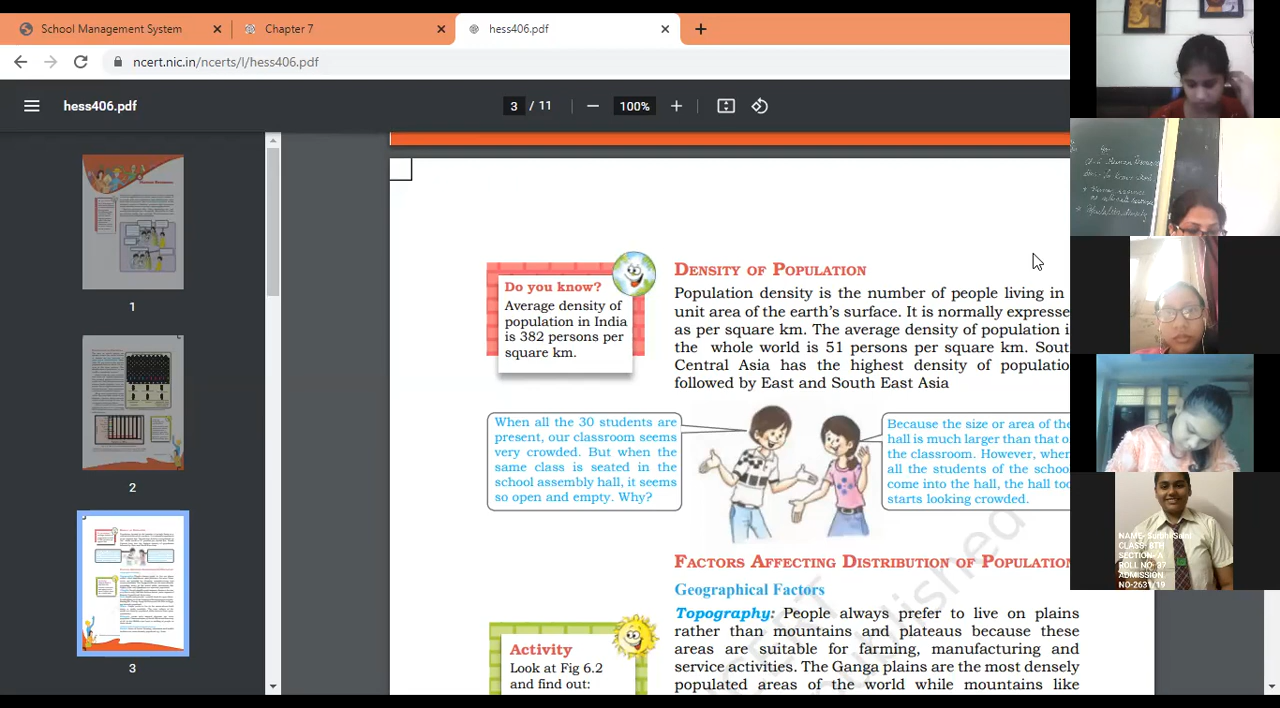 School Management System
Chapter 7
hess406.pdf
ncert.nic.in/ncerts/l/hess406.pdf
hess406.pdf
3 / 11
100%
1
2
3
Do you know?
Average density of
population in India
is 382 persons per
square km.
DENSITY OF POPULATION
Population density is the number of people living in
unit area of the earth's surface. It is normally expresse
as per square km. The average density of population i
the whole world is 51 persons per square km. Sout
Central Asia has the highest density of populatio
followed by East and South East Asia
When all the 30 students are
present, our classroom seems
very crowded. But when the
same class is seated in the
school assembly hall, it seems
so open and empty. Why?
Because the size or area of the
hall is much larger than that o
the classroom. However, when
all the students of the schoo
come into the hall, the hall too
starts looking crowded.
FACTORS AFFECTING DISTRIBUTION OF POPULATION
Geographical Factors
Topography: People always prefer to live on plains
rather than mountains and plateaus because these
areas are suitable for farming, manufacturing and
service activities. The Ganga plains are the most densely
populated areas of the world while mountains like
Activity
Look at Fig 6.2
and find out:
Population density
CLASS- 8TH
SECTION- A
ROLL NO- 37
ADMISSION